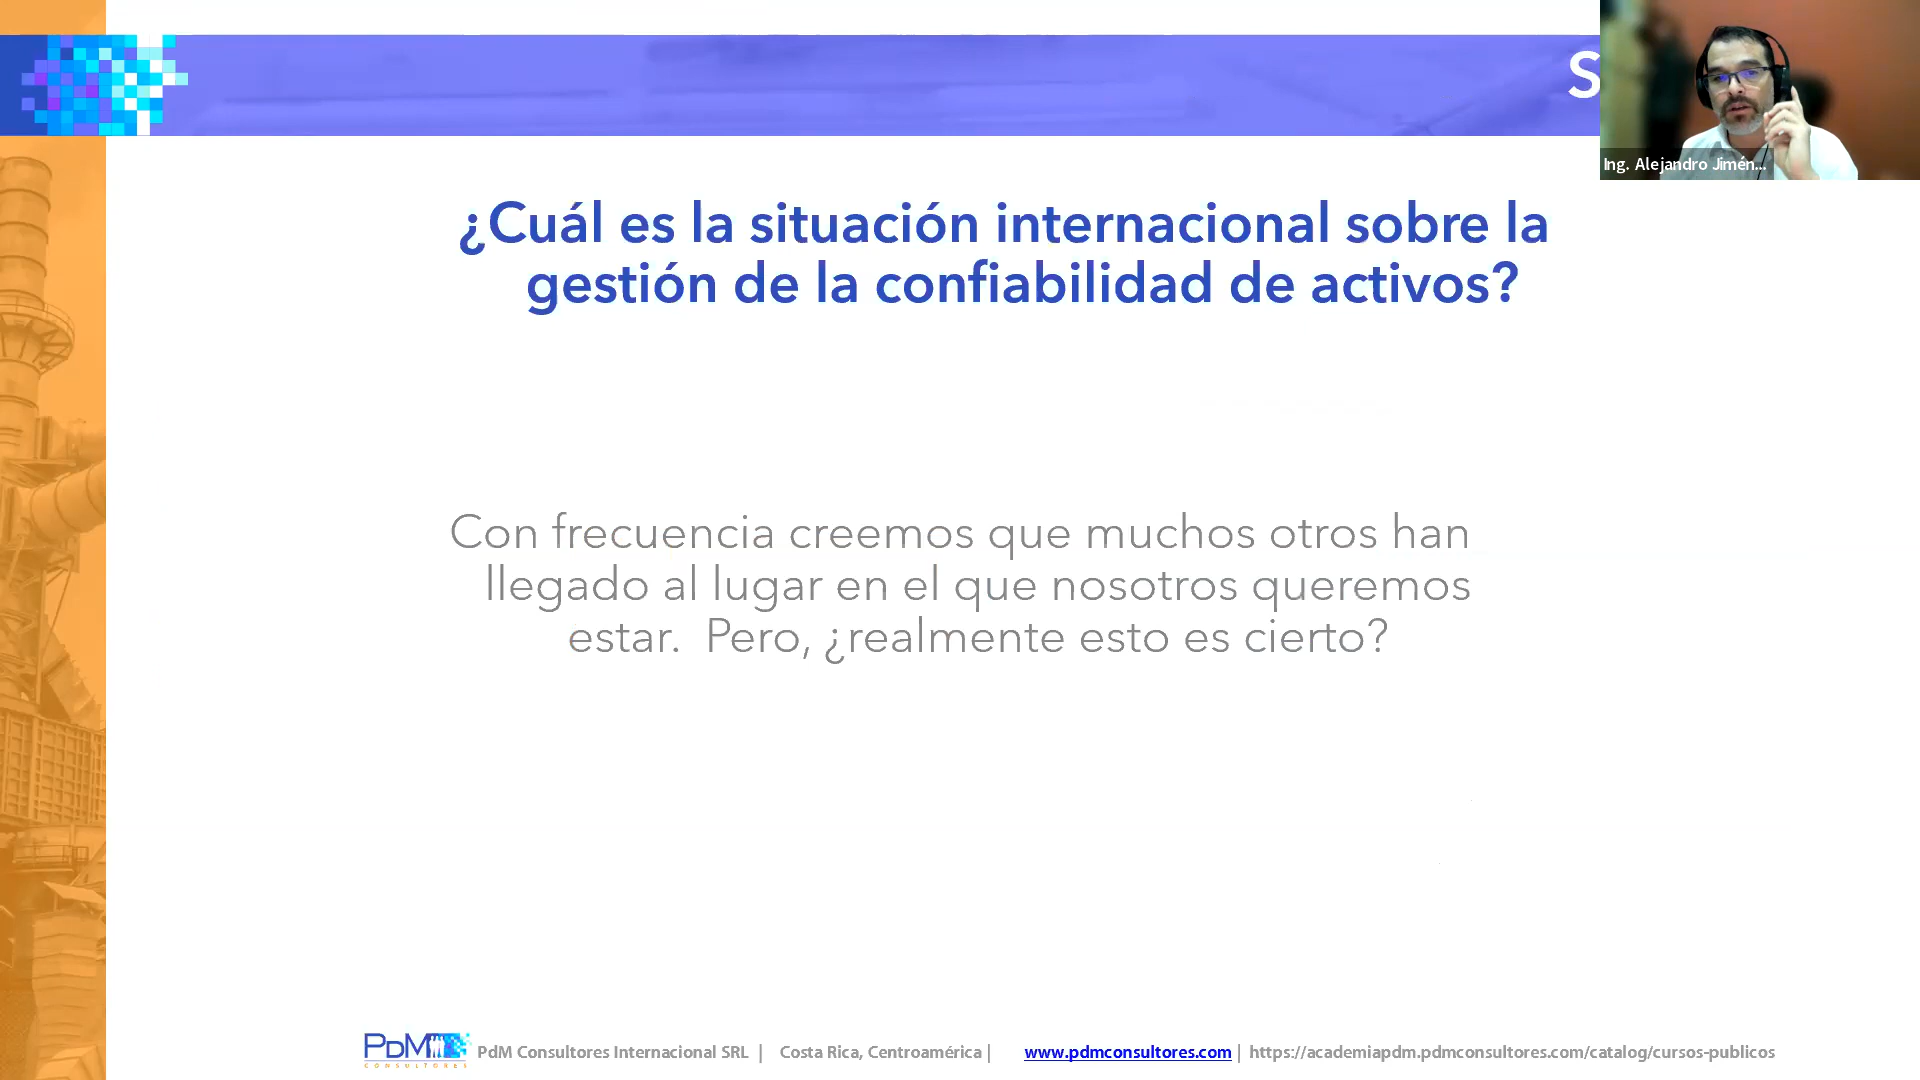 S
Ing. Alejandro Jimén...
¿Cuál es la situación internacional sobre la
gestión de la confiabilidad de activos?
Con frecuencia creemos que muchos otros han
llegado al lugar en el que nosotros queremos
estar. Pero, ¿realmente esto es cierto?
PDM
CONSULTORES
PdM Consultores Internacional SRL | Costa Rica, Centroamérica | www.pdmconsultores.com | https://academiapdm.pdmconsultores.com/catalog/cursos-publicos